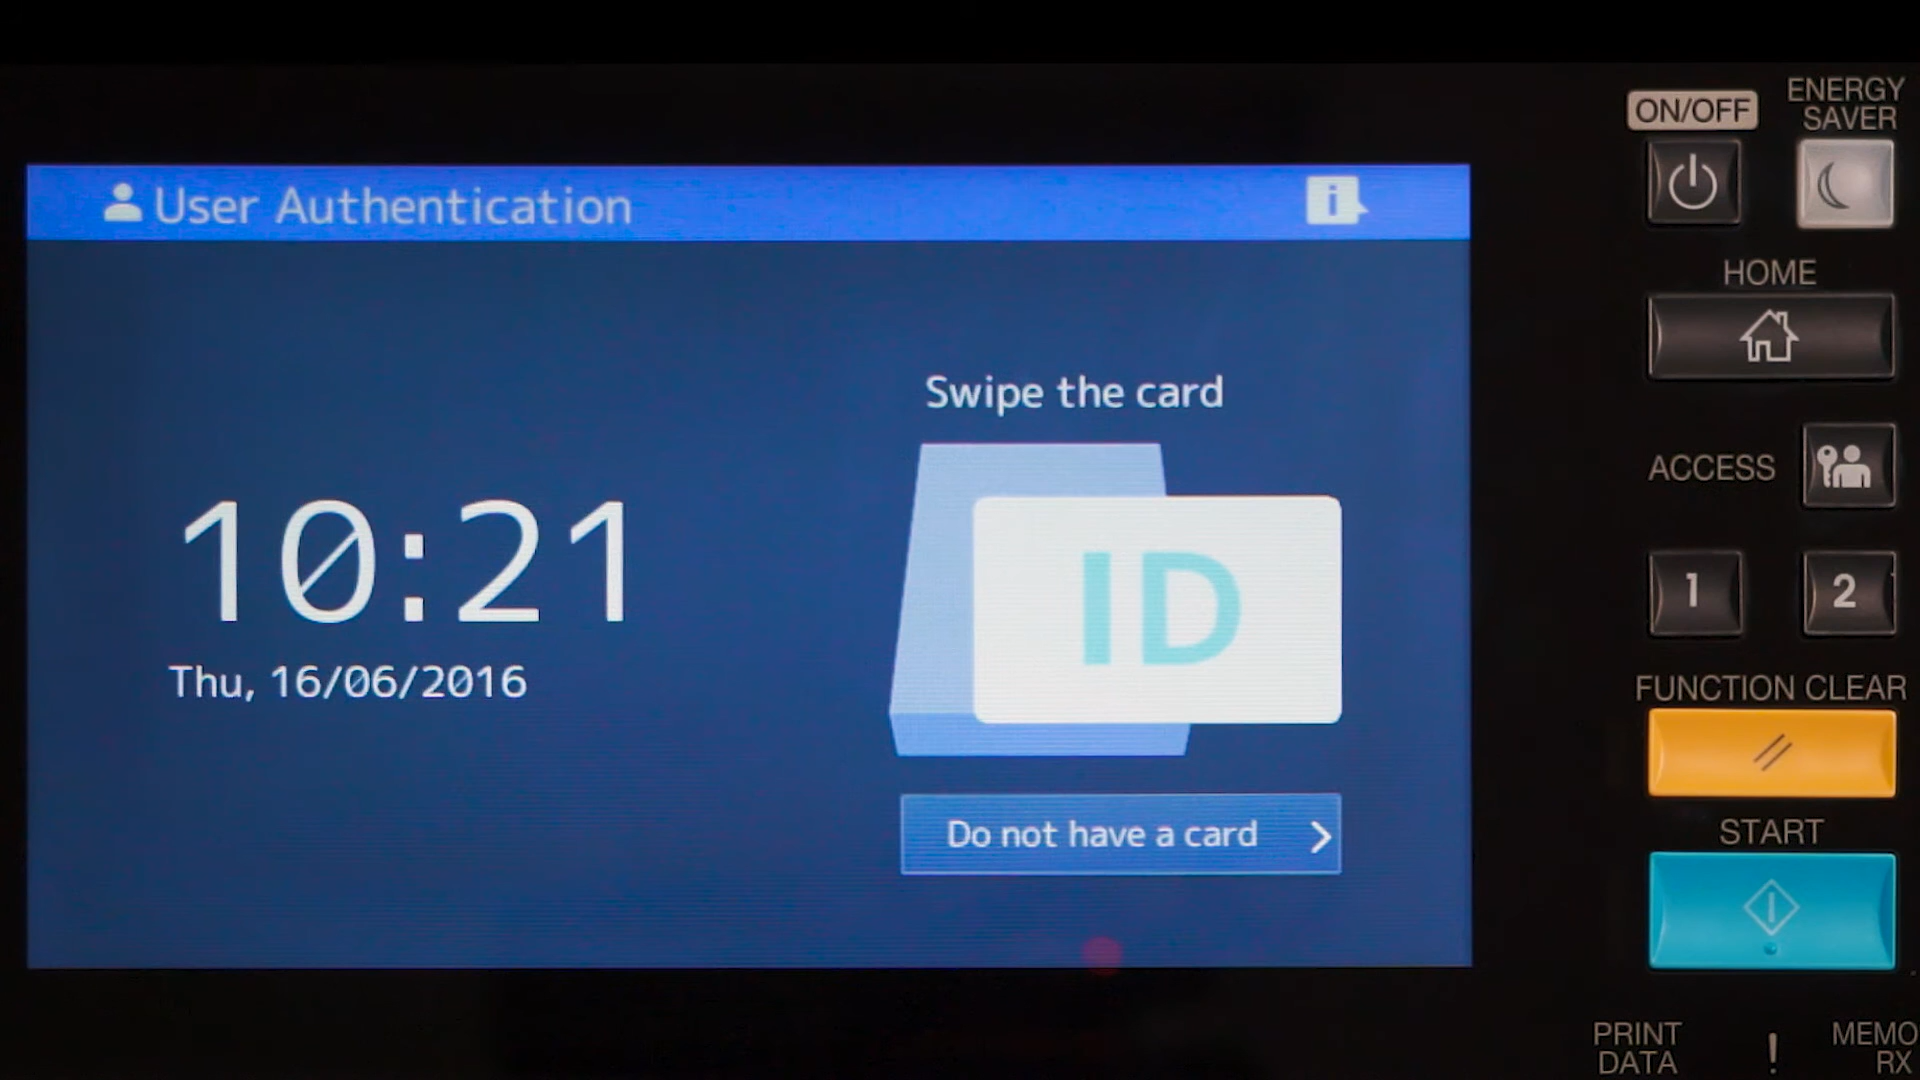 User Authentication
i
Swipe the card
ID
10:21
Thu, 16/06/2016
Do not have a card
ON/OFF
ENERGY
SAVER
HOME
ACCESS
1
2
FUNCTION CLEAR
START
PRINT
DATA
!
MEMO
RX